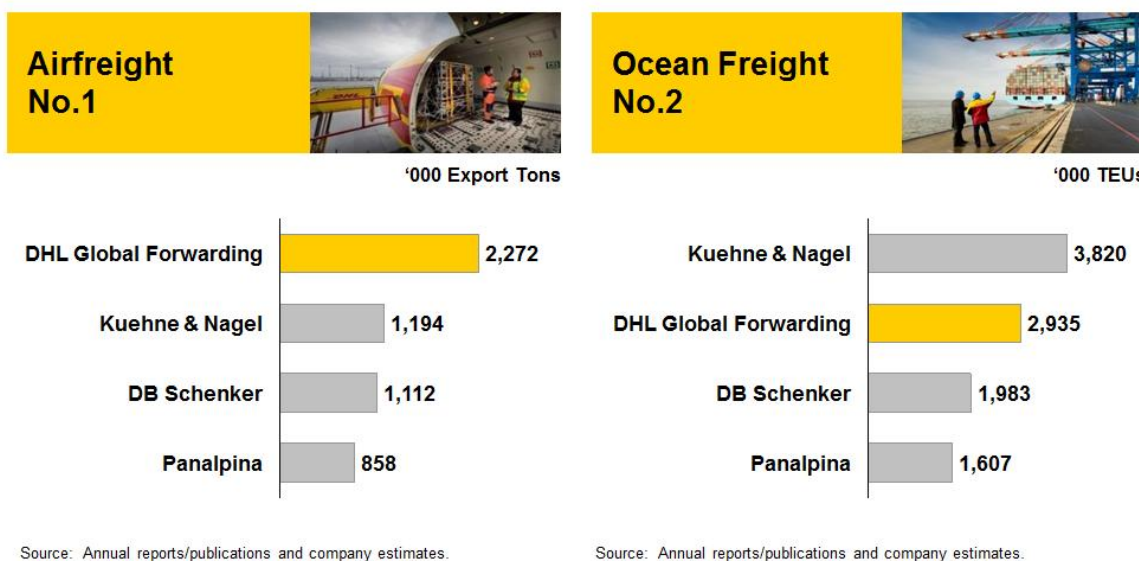 Airfreight
No.1
'000 Export Tons
DHL Global Forwarding 2,272
Kuehne & Nagel 1,194
DB Schenker 1,112
Panalpina 858
Source: Annual reports/publications and company estimates.
Ocean Freight
No.2
'000 TEUs
Kuehne & Nagel 3,820
DHL Global Forwarding 2,935
DB Schenker 1,983
Panalpina 1,607
Source: Annual reports/publications and company estimates.